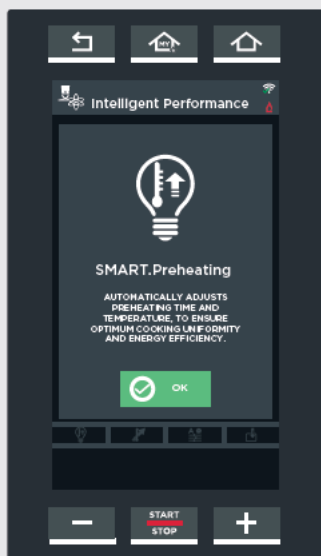 MY
Intelligent Performance
SMART.Preheating
AUTOMATICALLY ADJUSTS
PREHEATING TIME AND
TEMPERATURE, TO ENSURE
OPTIMUM COOKING UNIFORMITY
AND ENERGY EFFICIENCY.
OK
START
STOP